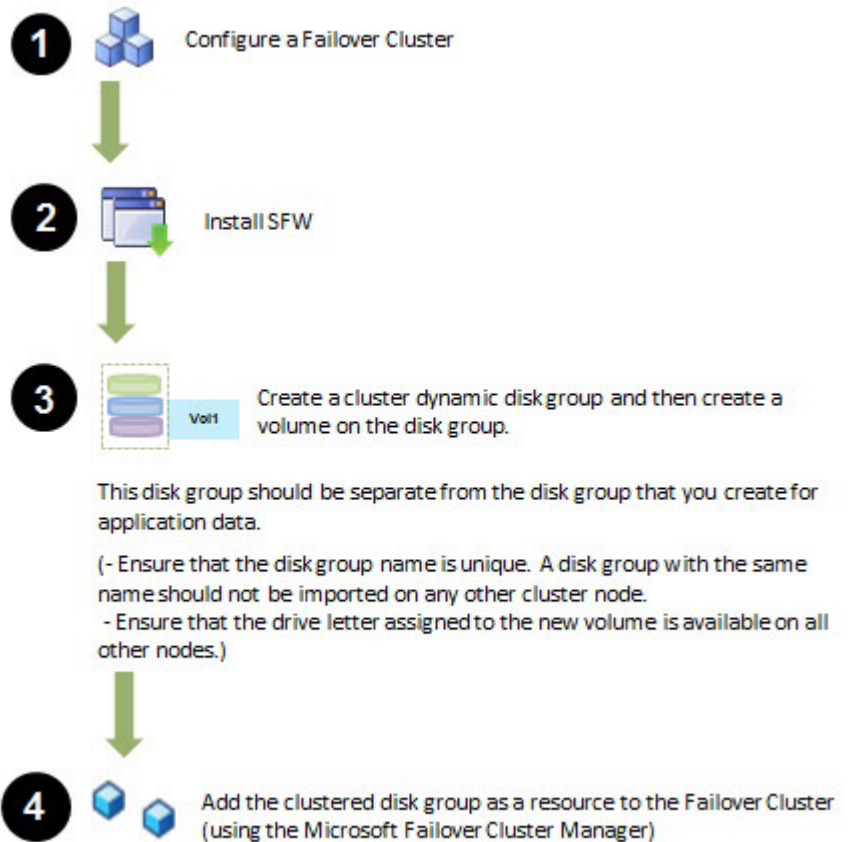 1
Configure a Failover Cluster
2
Install SFW
3
Vol1
Create a cluster dynamic disk group and then create a
volume on the disk group.
This disk group should be separate from the disk group that you create for
application data.
(- Ensure that the disk group name is unique. A disk group with the same
name should not be imported on any other cluster node.
- Ensure that the drive letter assigned to the new volume is available on all
other nodes.)
4
Add the clustered disk group as a resource to the Failover Cluster
(using the Microsoft Failover Cluster Manager)